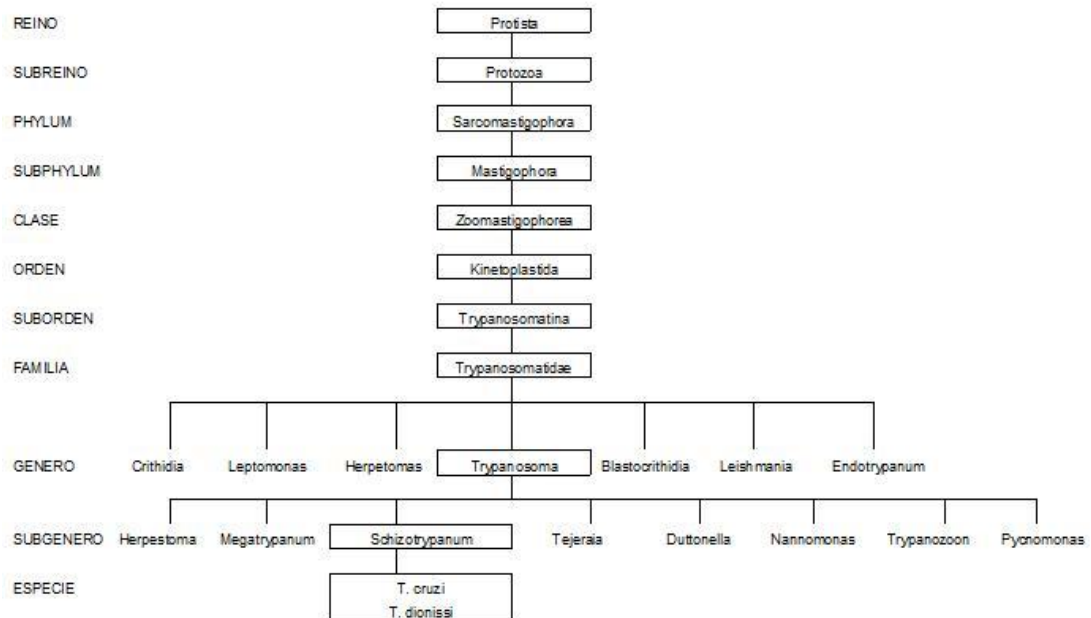 REINO Protista
SUBREINO Protozoa
PHYLUM Sarcomastigophora
SUBPHYLUM Mastigophora
CLASE Zoomastigophorea
ORDEN Kinetoplastida
SUBORDEN Trypanosomatina
FAMILIA Trypanosomatidae
GENERO Crithidia Leptomonas Herpetomas Trypanosoma Blastocrithidia Leishmania Endotrypanum
SUBGENERO Herpestoma Megatrypanum Schizotrypanum Tejeraia Duttonella Nannomonas Trypanozoon Pycnomonas
ESPECIE T. cruzi
T. dionissi